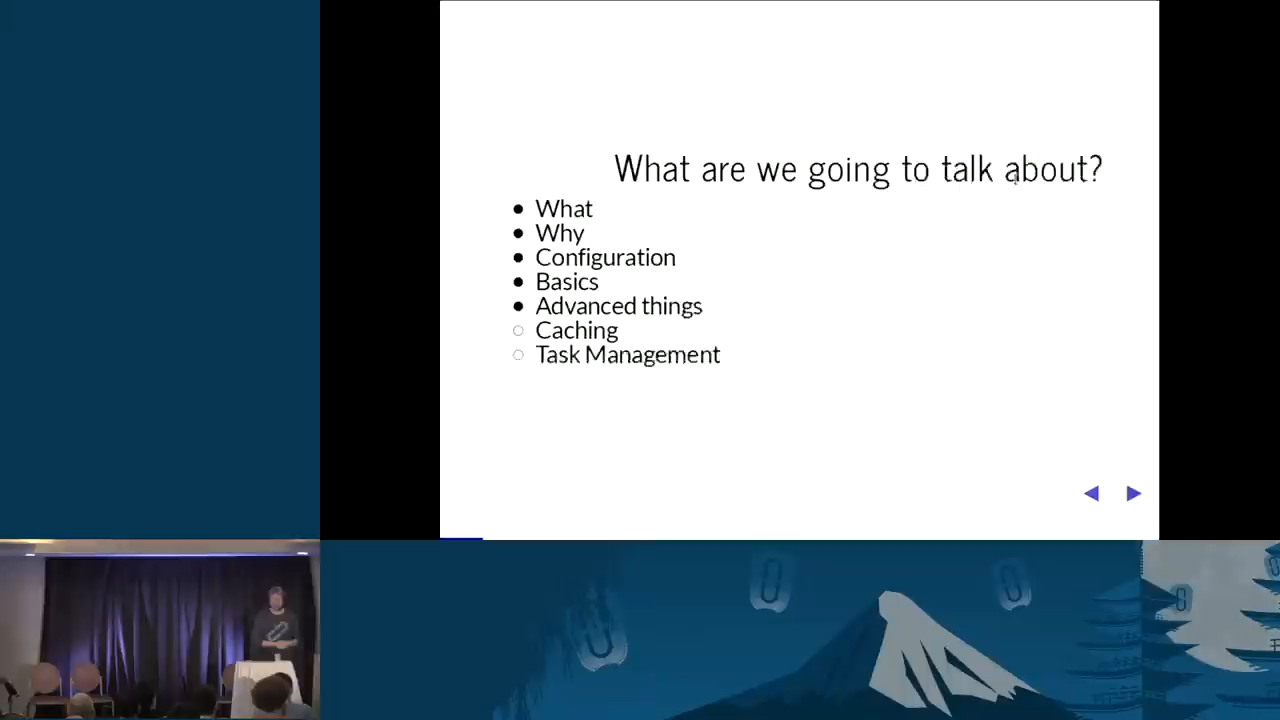 What are we going to talk about?
What
Why
Configuration
Basics
Advanced things
Caching
Task Management